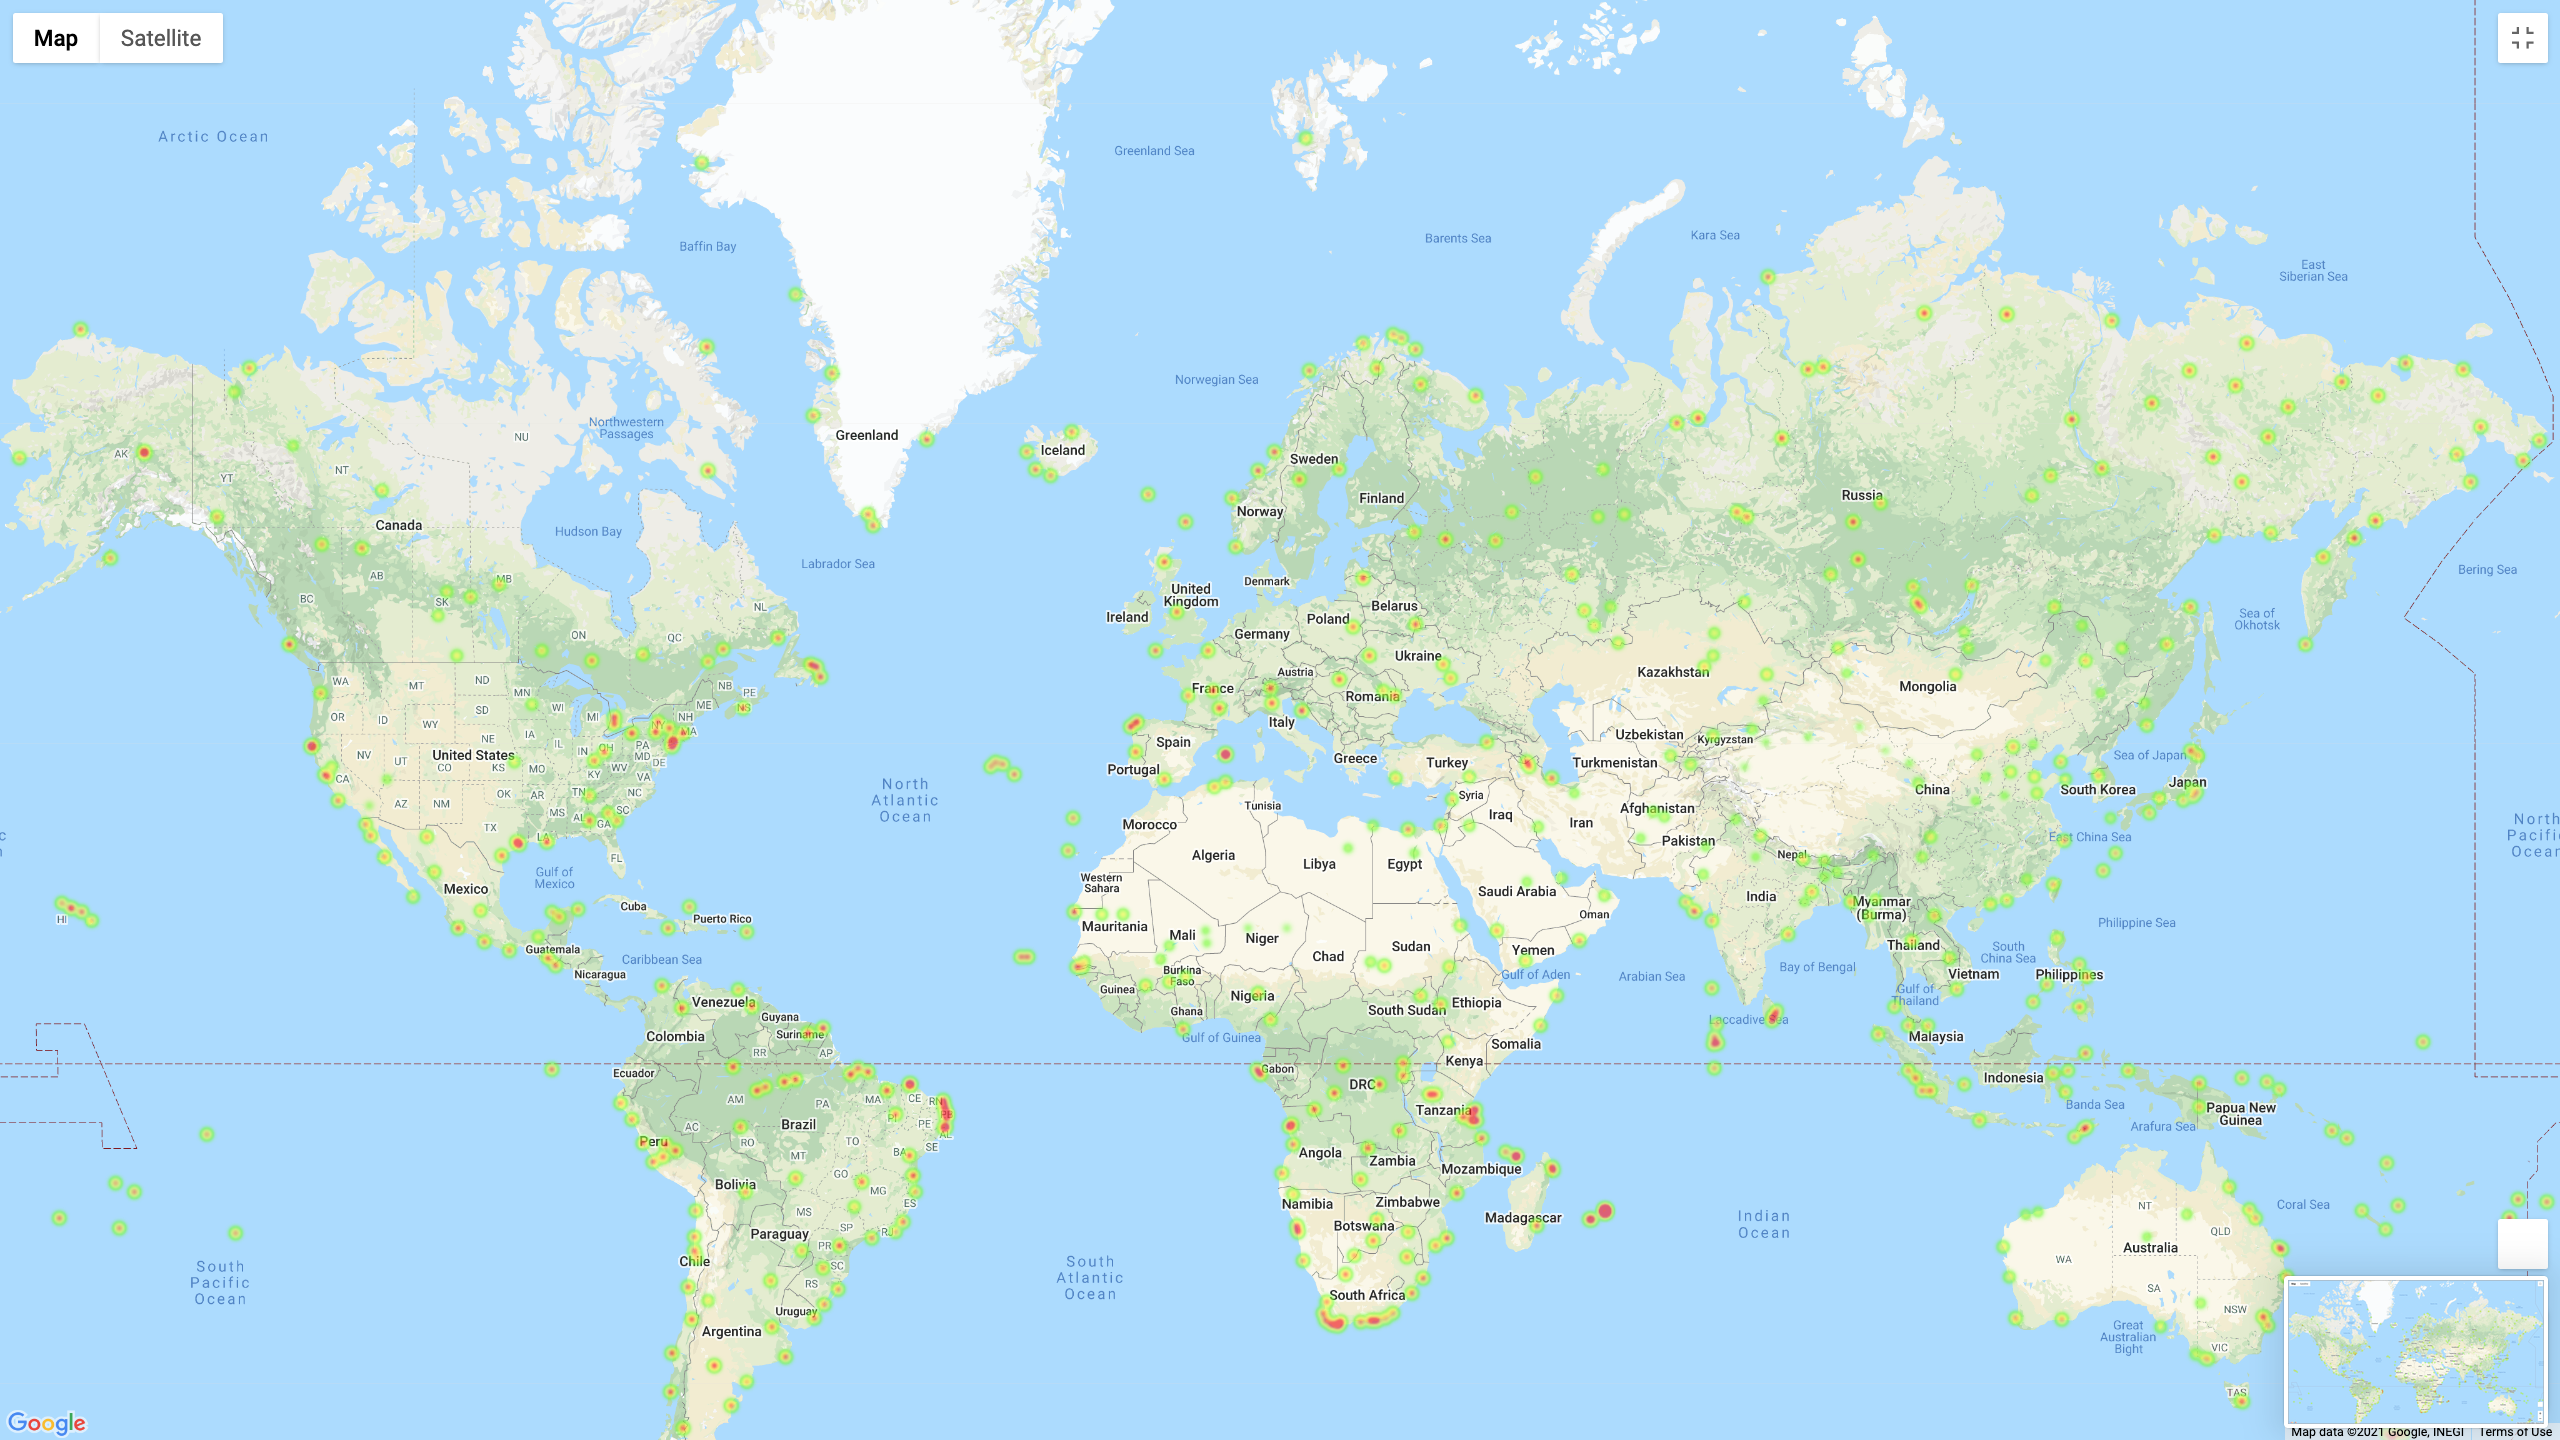 Map
Satellite
Arctic Ocean
Greenland Sea
Baffin Bay
Barents Sea
Kara Sea
East
Siberian Sea
Norwegian Sea
Northwestern
Passages
NU
Greenland
Iceland
AK
NT
YT
Sweden
Finland
Norway
Russia
Canada
Hudson Bay
Labrador Sea
Bering Sea
AB
MB
SK
BC
ON
QC
NL
Denmark
United
Kingdom
Ireland
Belarus
Poland
Germany
Sea of
Okhotsk
Ukraine
Austria
Kazakhstan
Mongolia
France
Romania
Italy
WA
MT
ND
MN
NB
PE
OR
ID
WY
SD
WI
MI
NY
NH
ME
NS
MA
Spain
Greece
Portugal
Turkey
Uzbekistan
Kyrgyzstan
Turkmenistan
Sea of Japan
Japan
South Korea
China
United States
NV
UT
CO
NE
KS
IA
IL
IN
OH
PA
MD
DE
MO
KY
WV
VA
CA
AZ
NM
OK
AR
TN
NC
MS
AL
GA
SC
TX
LA
FL
North
Atlantic
Ocean
Syria
Tunisia
Morocco
Iraq
Iran
Afghanistan
Pakistan
Nepal
East China Sea
North
Pacific
Ocean
Algeria
Libya
Egypt
Western
Sahara
Saudi Arabia
India
Myanmar
(Burma)
Oman
Gulf of
Mexico
Mexico
Cuba
Puerto Rico
HI
Guatemala
Nicaragua
Caribbean Sea
Mauritania
Mali
Niger
Chad
Sudan
Yemen
Thailand
South
China Sea
Philippine Sea
Vietnam
Philippines
Burkina
Faso
Gulf of Aden
Arabian Sea
Bay of Bengal
Guinea
Nigeria
Ghana
Ethiopia
South Sudan
Gulf of
Thailand
Laccadive Sea
Gulf of Guinea
Somalia
Malaysia
Venezuela
Guyana
Suriname
Colombia
RR
AP
Ecuador
Gabon
Kenya
DRC
Indonesia
Tanzania
Banda Sea
Papua New
Guinea
Arafura Sea
AM
PA
MA
CE
RN
PB
PI
PE
AL
SE
Brazil
AC
RO
TO
BA
MT
Peru
Bolivia
GO
MG
MS
ES
SP
RJ
Angola
Zambia
Mozambique
Namibia
Zimbabwe
Botswana
Madagascar
Indian
Ocean
Coral Sea
NT
QLD
Australia
WA
SA
NSW
VIC
TAS
Great
Australian
Bight
Paraguay
PR
SC
RS
Chile
Uruguay
Argentina
South Africa
South
Pacific
Ocean
South
Atlantic
Ocean
Google
Map data ©2021 Google, INEGI
Terms of Use